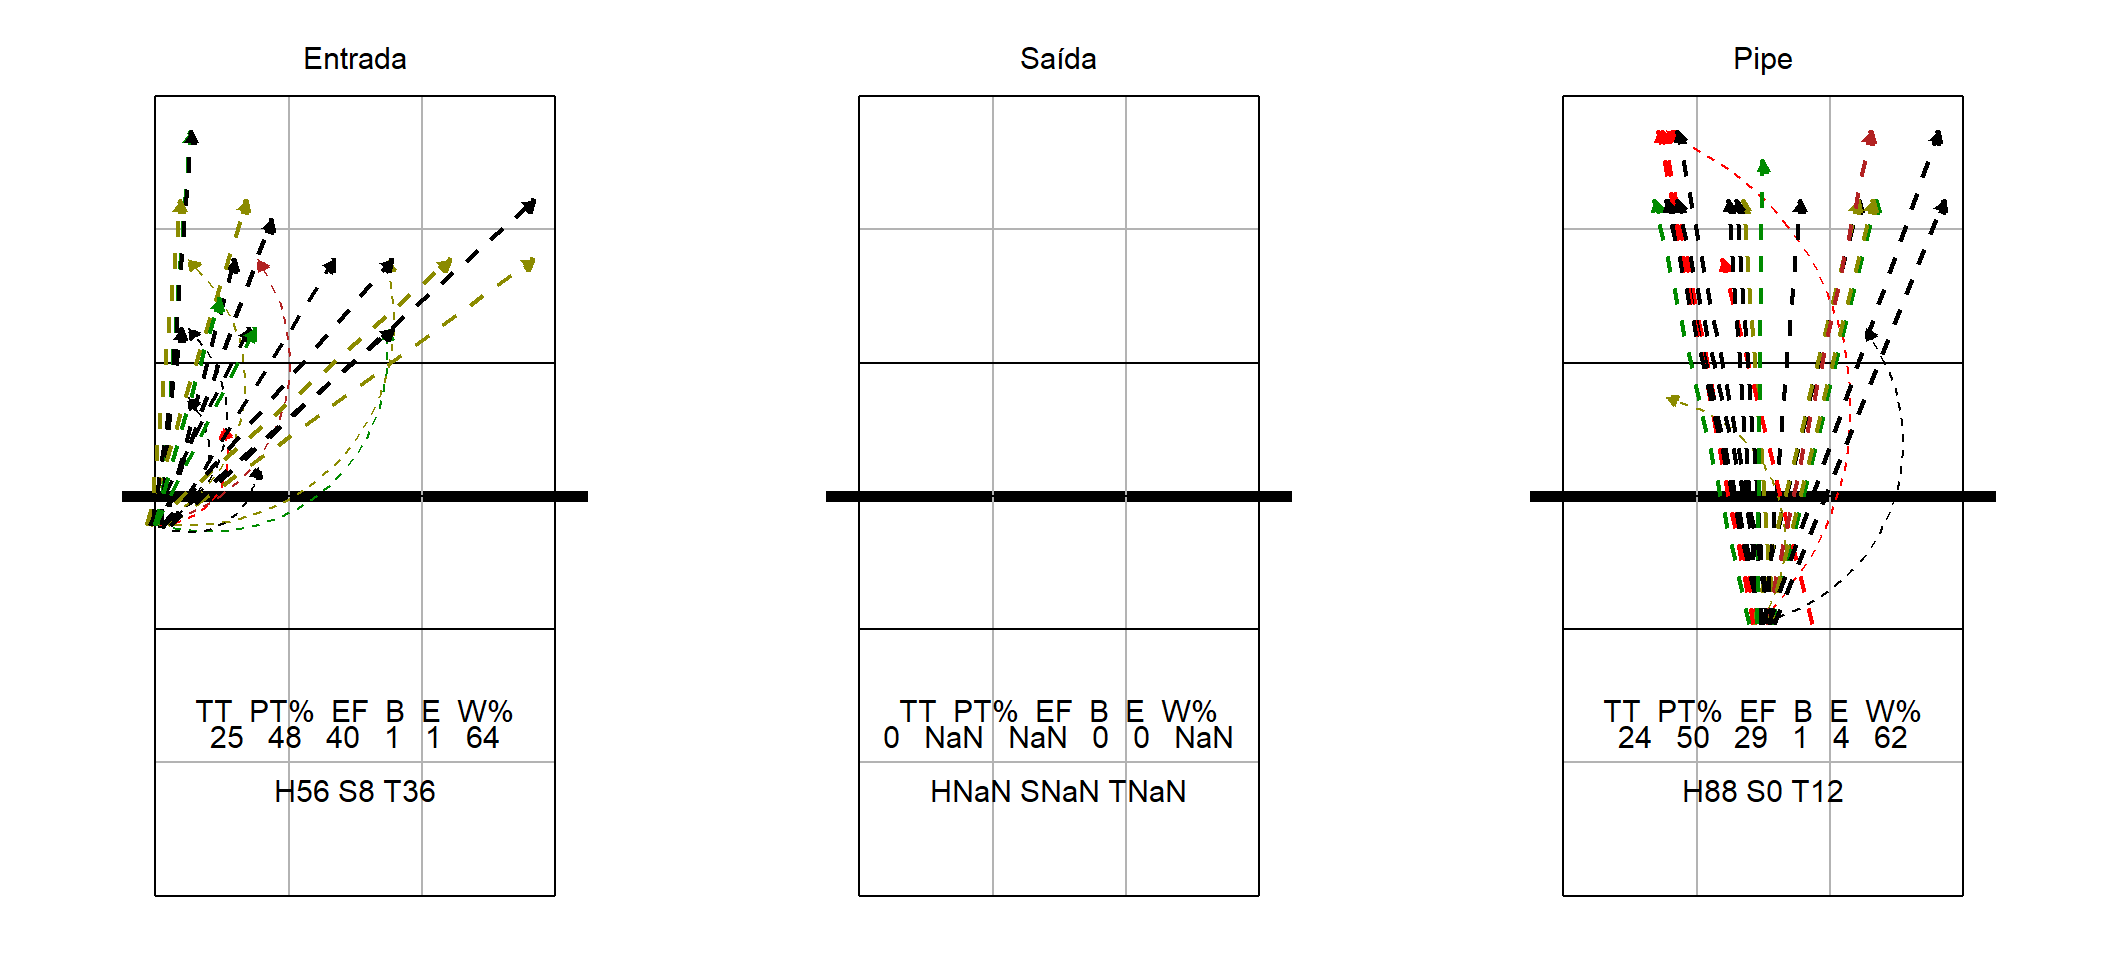 Entrada
TT PT% EF B E W%
25 48 40 1 1 64
H56 S8 T36
Saída
TT PT% EF B E W%
0 NaN NaN 0 0 NaN
HNaN SNaN TNaN
Pipe
TT PT% EF B E W%
24 50 29 1 4 62
H88 S0 T12